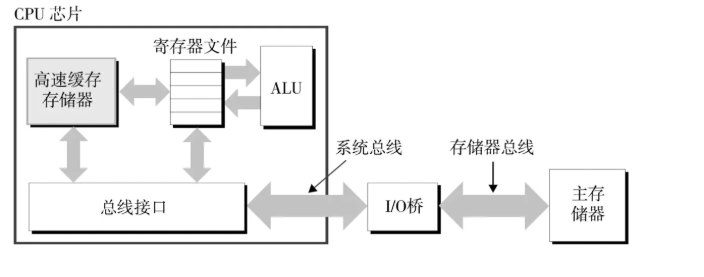 CPU 芯片
寄存器文件
高速缓存
存储器
ALU
系统总线
存储器总线
总线接口
I/O桥
主存
储器